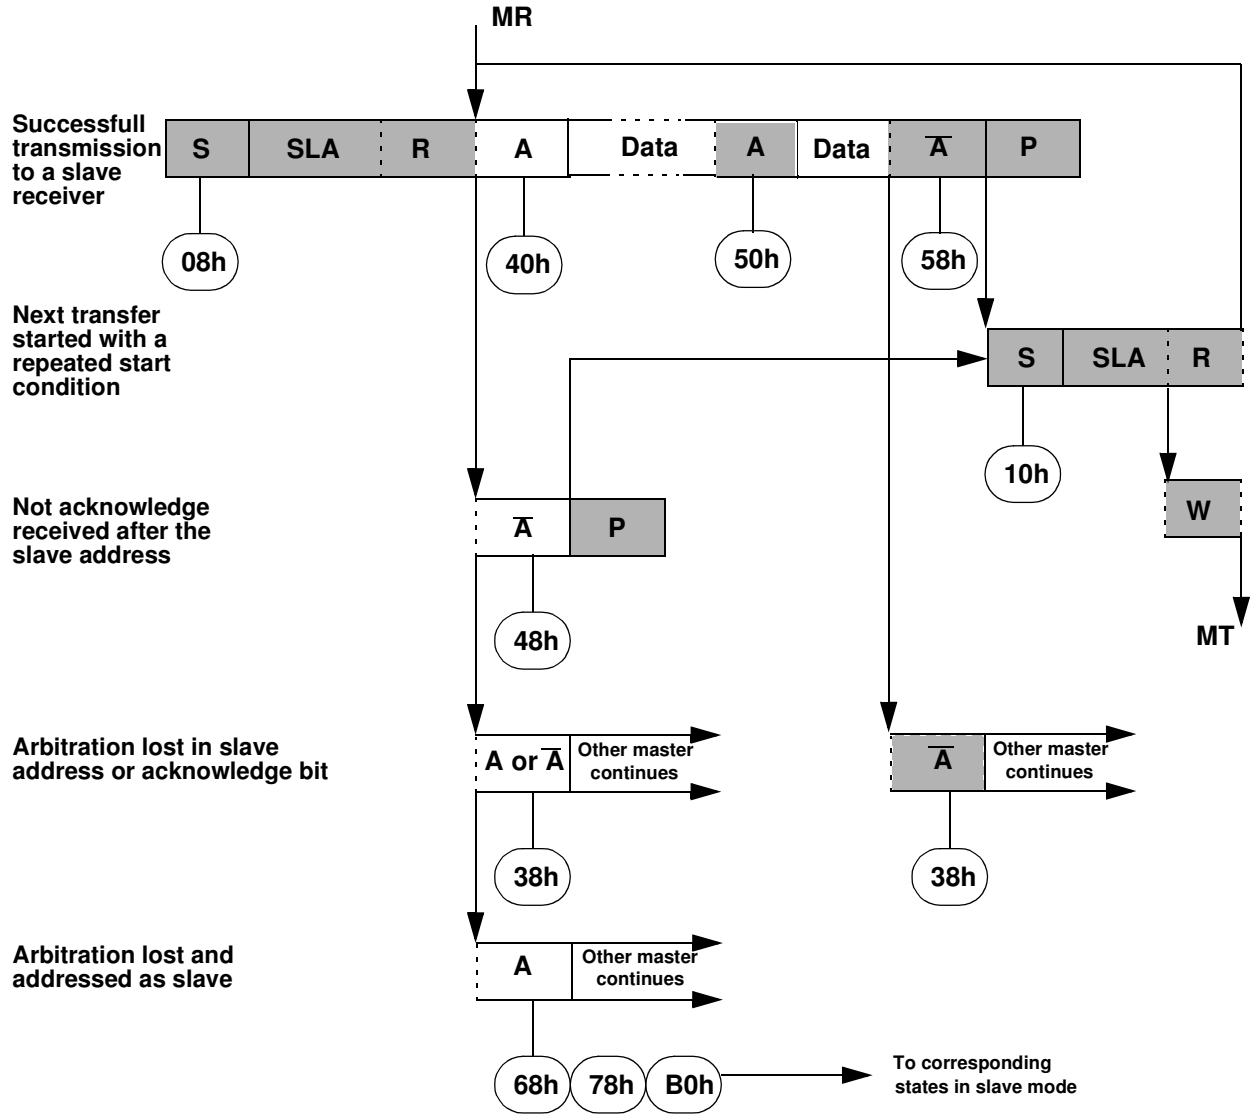 MR
Successfull
transmission
to a slave
receiver
S SLA R A Data A Data A̅ P
08h 40h 50h 58h
Next transfer
started with a
repeated start
condition
S SLA R
10h
Not acknowledge
received after the
slave address
A̅ P
W
48h
MT
Arbitration lost in slave
address or acknowledge bit
A or A̅
Other master
continues
A̅
Other master
continues
38h 38h
Arbitration lost and
addressed as slave
A
Other master
continues
68h 78h B0h
To corresponding
states in slave mode